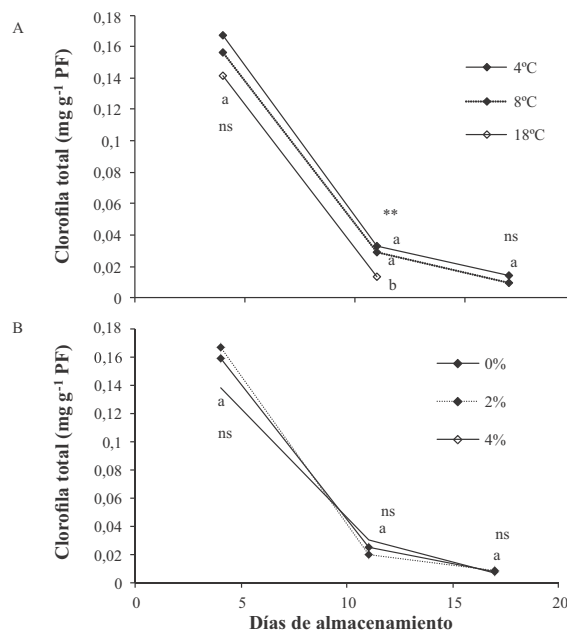 A
Clorofila total (mg g-1 PF)
0,18
0,16
0,14
0,12
0,1
0,08
0,06
0,04
0,02
0
4ºC
8ºC
18ºC
a
ns
**
a
a
b
ns
a
B
Clorofila total (mg g-1 PF)
0,18
0,16
0,14
0,12
0,1
0,08
0,06
0,04
0,02
0
0%
2%
4%
a
ns
ns
a
ns
a
0 5 10 15 20
Días de almacenamiento